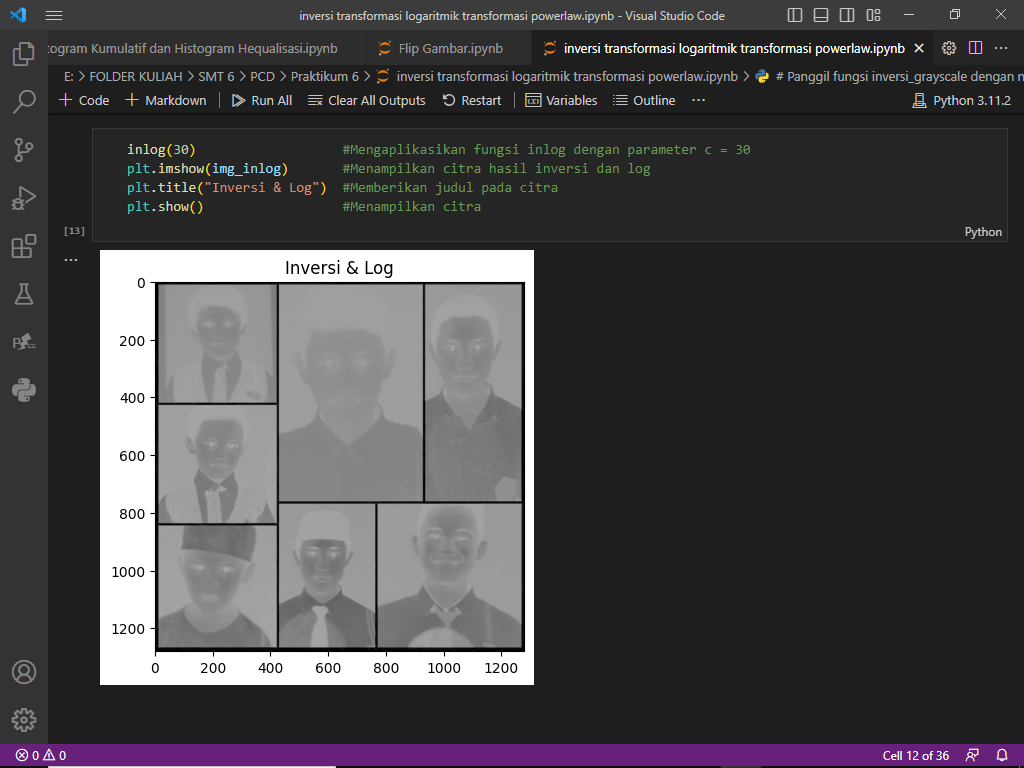 inversi transformasi logaritmik transformasi powerlaw.ipynb - Visual Studio Code
togram Kumulatif dan Histogram Hequalisasi.ipynb
Flip Gambar.ipynb
inversi transformasi logaritmik transformasi powerlaw.ipynb
E: > FOLDER KULIAH > SMT 6 > PCD > Praktikum 6 > inversi transformasi logaritmik transformasi powerlaw.ipynb > # Panggil fungsi inversi_grayscale dengan n
+ Code + Markdown Run All Clear All Outputs Restart Variables Outline ... Python 3.11.2
inlog(30) #Mengaplikasikan fungsi inlog dengan parameter c = 30
plt.imshow(img_inlog) #Menampilkan citra hasil inversi dan log
plt.title("Inversi & Log") #Memberikan judul pada citra
plt.show() #Menampilkan citra
[13]
Python
...
Inversi & Log
0
200
400
600
800
1000
1200
0 200 400 600 800 1000 1200
0 0
Cell 12 of 36